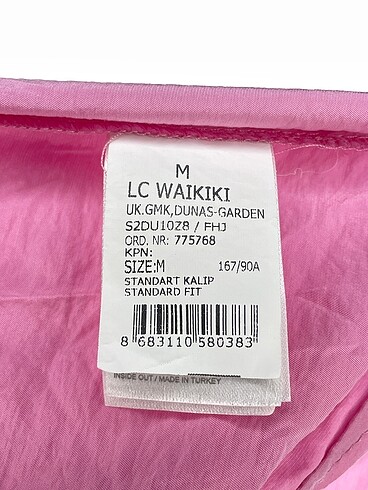 M
LC WAIKIKI
UK.GMK,DUNAS-GARDEN
S2DU10Z8 / FHJ
ORD. NR: 775768
KPN:
SIZE:M 167/90A
STANDART KALIP
STANDARD FIT
8 683110 580383
INSIDE OUT / MADE IN TURKEY